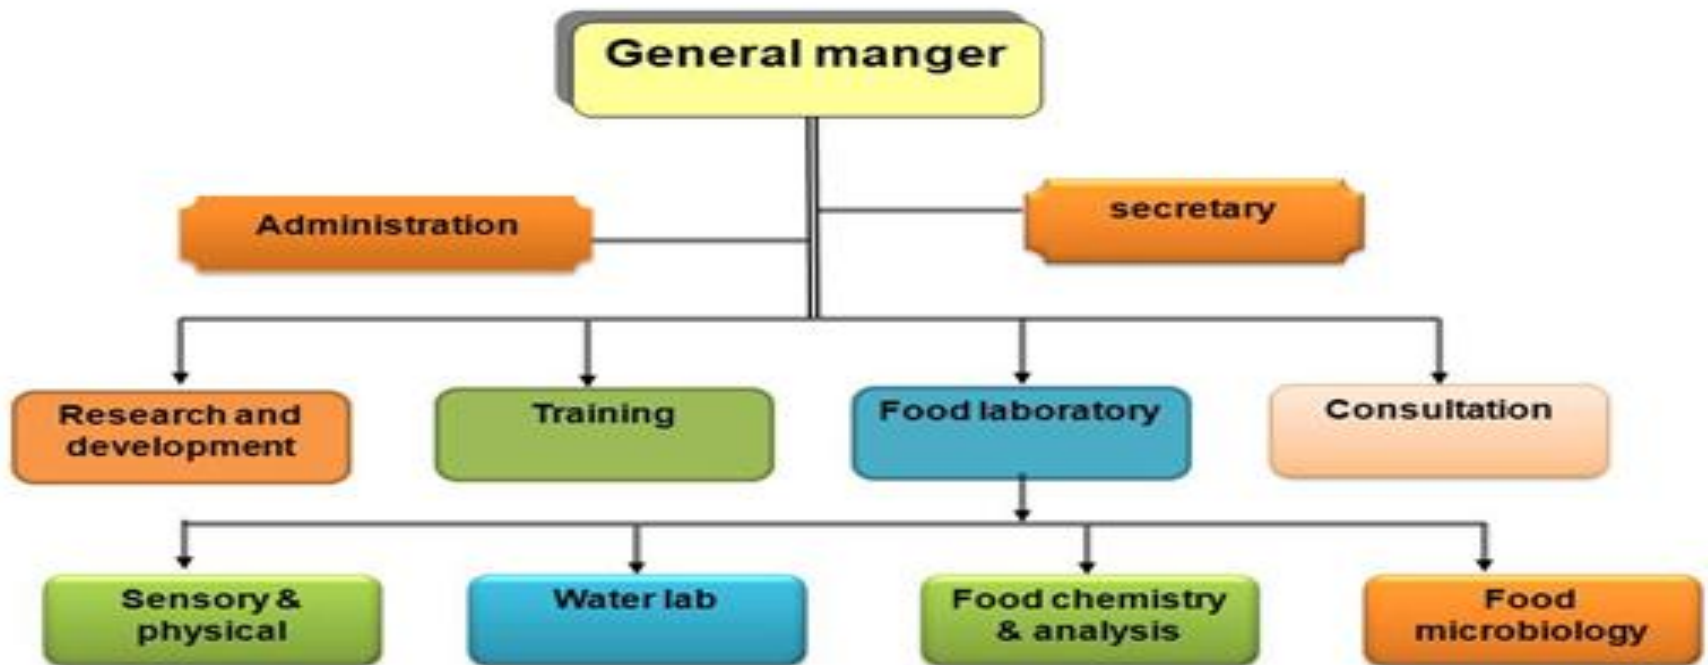 General manger
Administration
secretary
Research and
development
Training
Food laboratory
Consultation
Sensory &
physical
Water lab
Food chemistry
& analysis
Food
microbiology